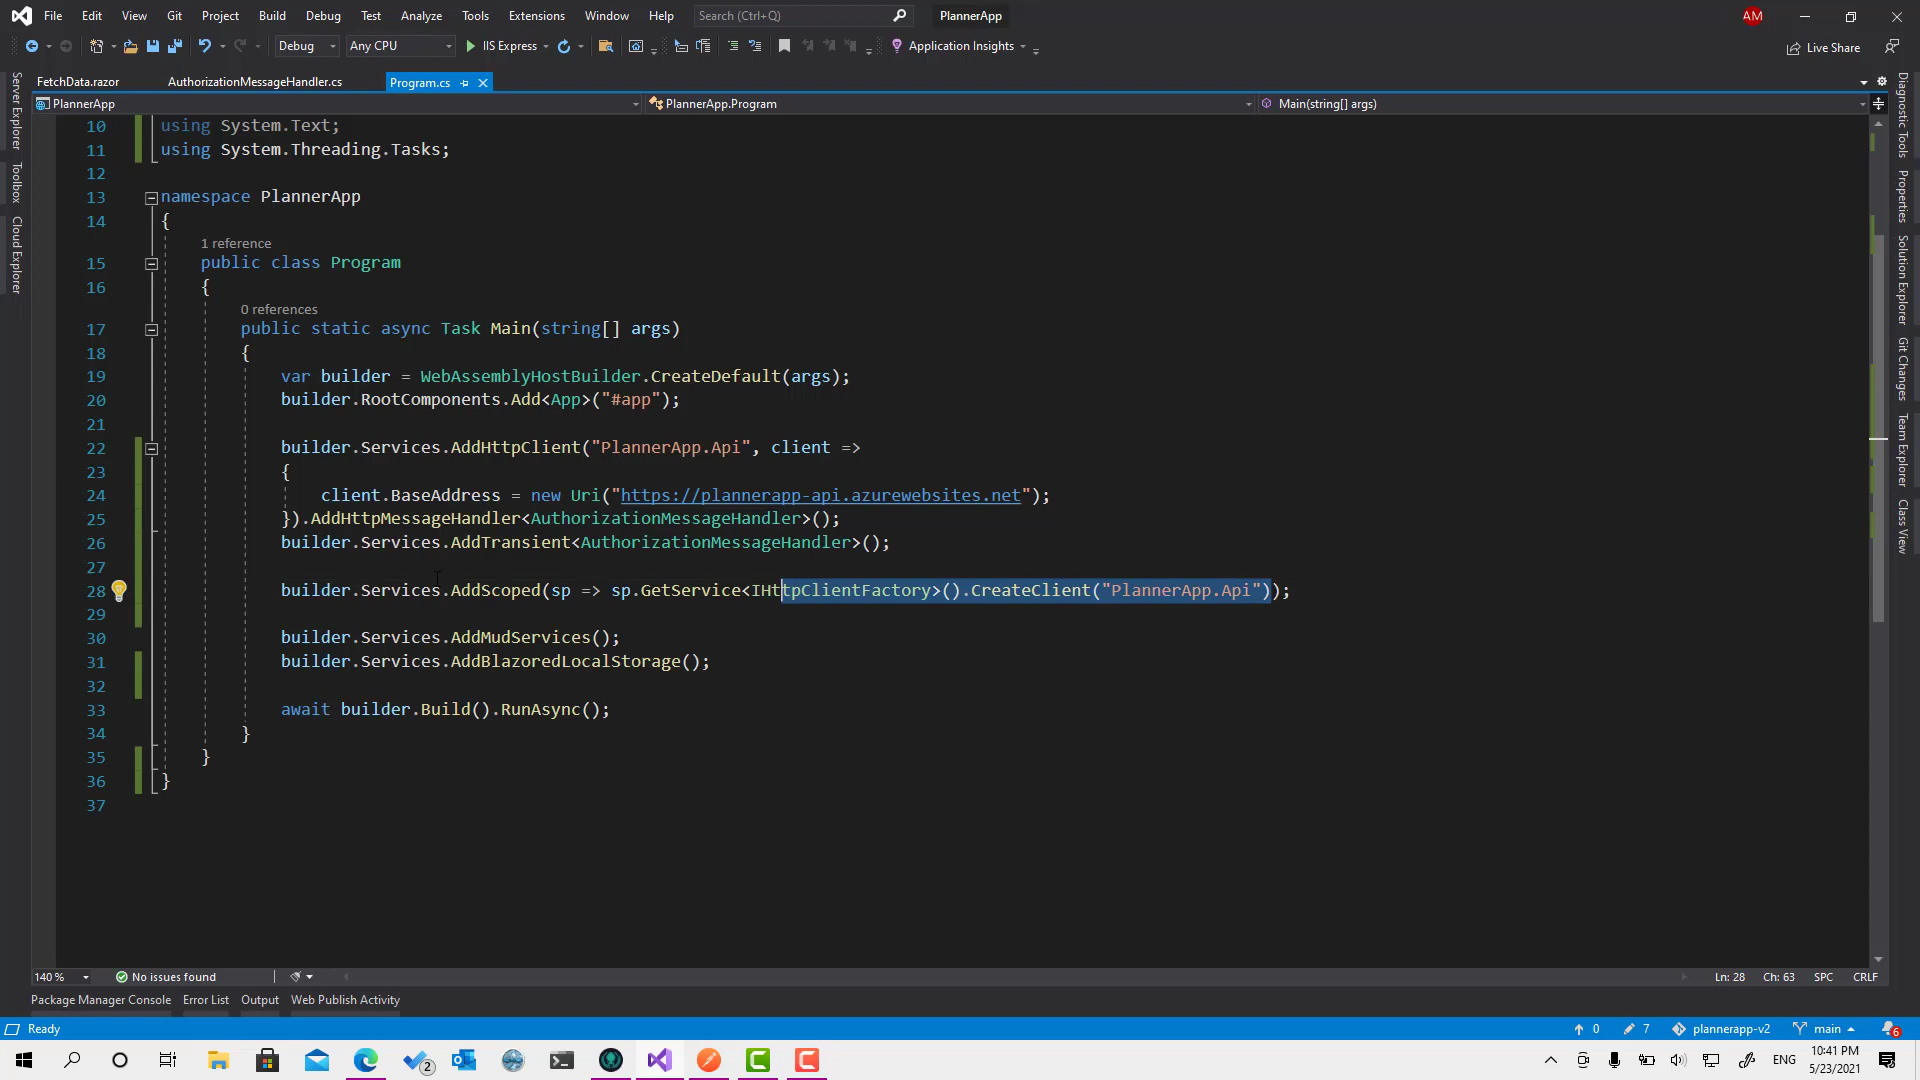 File Edit View Git Project Build Debug Test Analyze Tools Extensions Window Help Search (Ctrl+Q) PlannerApp AM
Debug Any CPU IIS Express Application Insights Live Share
FetchData.razor AuthorizationMessageHandler.cs Program.cs
PlannerApp PlannerApp.Program Main(string[] args)
10 using System.Text;
11 using System.Threading.Tasks;
12
13 namespace PlannerApp
14 {
1 reference
15 public class Program
16 {
0 references
17 public static async Task Main(string[] args)
18 {
19 var builder = WebAssemblyHostBuilder.CreateDefault(args);
20 builder.RootComponents.Add<App>("#app");
21
22 builder.Services.AddHttpClient("PlannerApp.Api", client =>
23 {
24 client.BaseAddress = new Uri("https://plannerapp-api.azurewebsites.net");
25 }).AddHttpMessageHandler<AuthorizationMessageHandler>();
26 builder.Services.AddTransient<AuthorizationMessageHandler>();
27
28 builder.Services.AddScoped(sp => sp.GetService<IHttpClientFactory>().CreateClient("PlannerApp.Api"));
29
30 builder.Services.AddMudServices();
31 builder.Services.AddBlazoredLocalStorage();
32
33 await builder.Build().RunAsync();
34 }
35 }
36 }
37
Server Explorer
Toolbox
Cloud Explorer
Diagnostic Tools
Properties
Solution Explorer
Git Changes
Team Explorer
Class View
140 % No issues found Ln: 28 Ch: 63 SPC CRLF
Package Manager Console Error List Output Web Publish Activity
Ready 0 7 plannerapp-v2 main 6
2 ENG 10:41 PM
5/23/2021